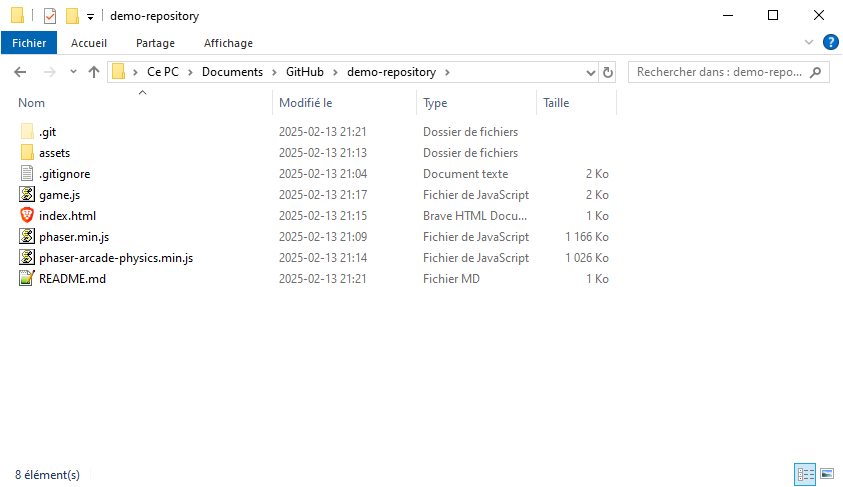 demo-repository
Fichier Accueil Partage Affichage ?
Ce PC Documents GitHub demo-repository Rechercher dans : demo-repo...
Nom Modifié le Type Taille
.git 2025-02-13 21:21 Dossier de fichiers
assets 2025-02-13 21:13 Dossier de fichiers
.gitignore 2025-02-13 21:04 Document texte 2 Ko
game.js 2025-02-13 21:17 Fichier de JavaScript 2 Ko
index.html 2025-02-13 21:15 Brave HTML Docu... 1 Ko
phaser.min.js 2025-02-13 21:09 Fichier de JavaScript 1 166 Ko
phaser-arcade-physics.min.js 2025-02-13 21:14 Fichier de JavaScript 1 026 Ko
README.md 2025-02-13 21:21 Fichier MD 1 Ko
8 élément(s)